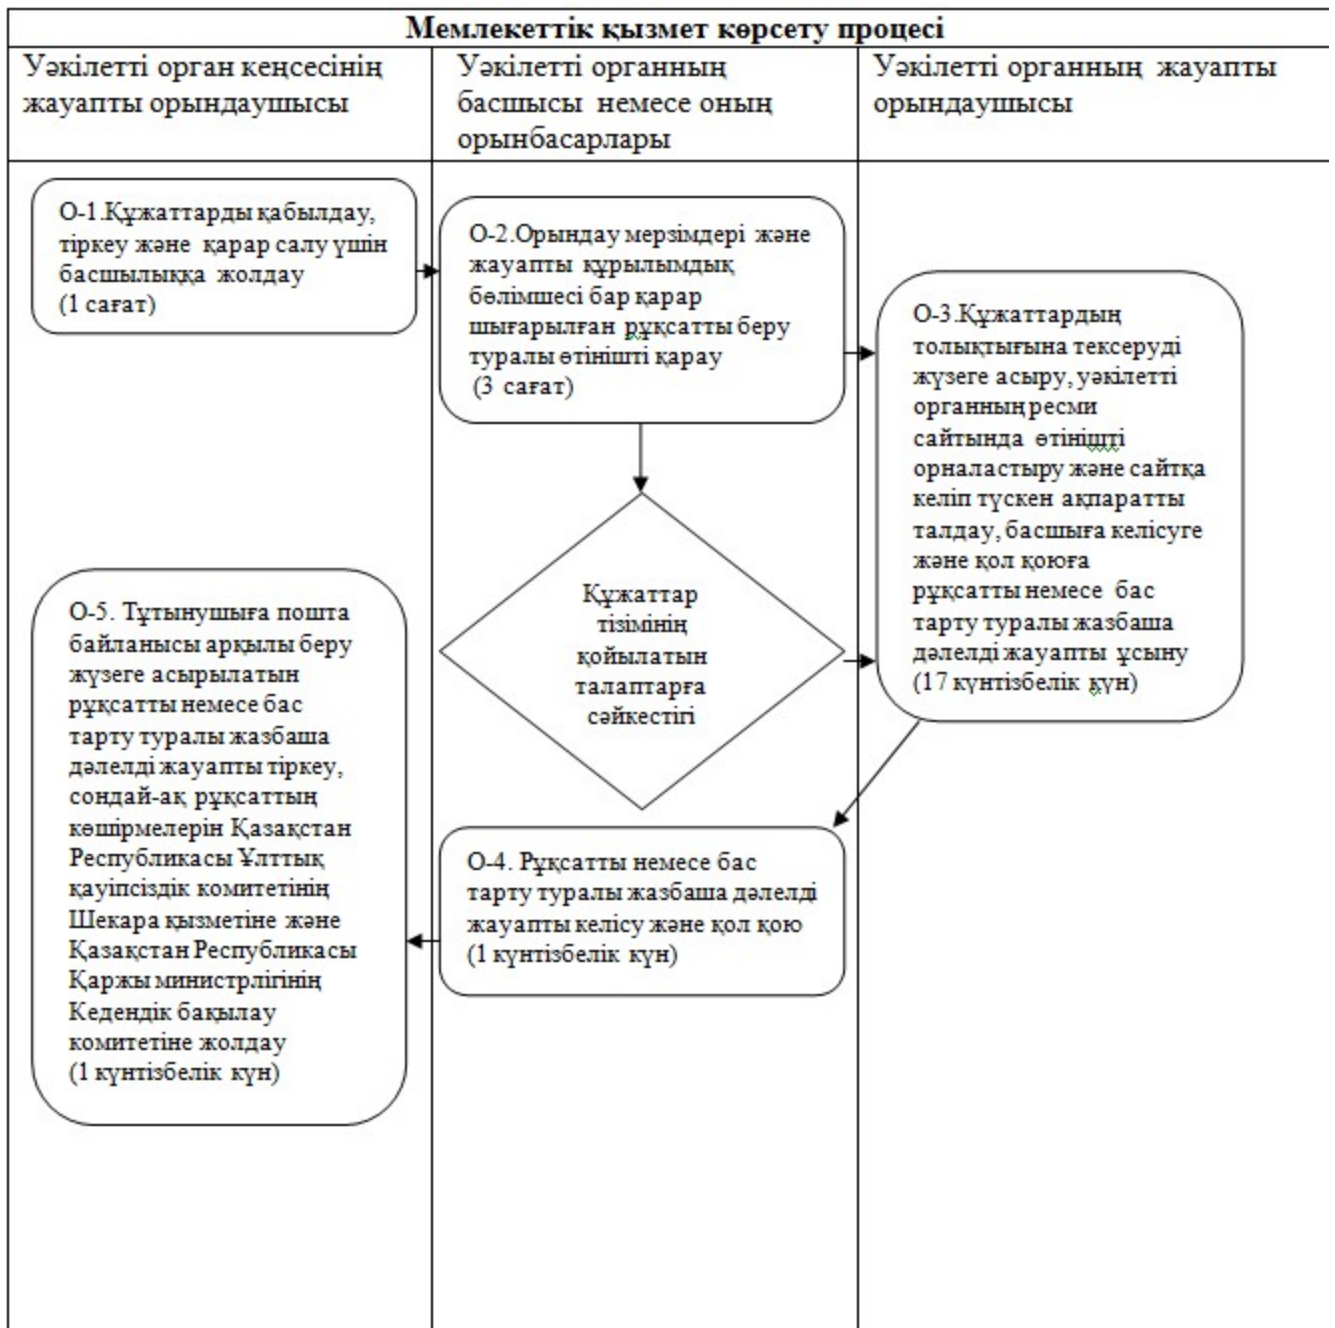 Мемлекеттік қызмет көрсету процесі
Уәкілетті орган кеңсесінің
жауапты орындаушысы
Уәкілетті органның
басшысы немесе оның
орынбасарлары
Уәкілетті органның жауапты
орындаушысы
О-1.Құжаттарды қабылдау,
тіркеу және қарар салу үшін
басшылыққа жолдау
(1 сағат)
О-2.Орындау мерзімдері және
жауапты құрылымдық
бөлімшесі бар қарар
шығарылған рұқсатты беру
туралы өтінішті қарау
(3 сағат)
О-3.Құжаттардың
толықтығына тексеруді
жүзеге асыру, уәкілетті
органның ресми
сайтында өтінішті
орналастыру және сайтқа
келіп түскен ақпаратты
талдау, басшыға келісуге
және қол қоюға
рұқсатты немесе бас
тарту туралы жазбаша
дәлелді жауапты ұсыну
(17 күнтізбелік күн)
Құжаттар
тізімінің
қойылатын
талаптарға
сәйкестігі
О-5. Тұтынушыға пошта
байланысы арқылы беру
жүзеге асырылатын
рұқсатты немесе бас
тарту туралы жазбаша
дәлелді жауапты тіркеу,
сондай-ақ рұқсаттың
көшірмелерін Қазақстан
Республикасы Ұлттық
қауіпсіздік комитетінің
Шекара қызметіне және
Қазақстан Республикасы
Қаржы министрлігінің
Кедендік бақылау
комитетіне жолдау
(1 күнтізбелік күн)
О-4. Рұқсатты немесе бас
тарту туралы жазбаша дәлелді
жауапты келісу және қол қою
(1 күнтізбелік күн)